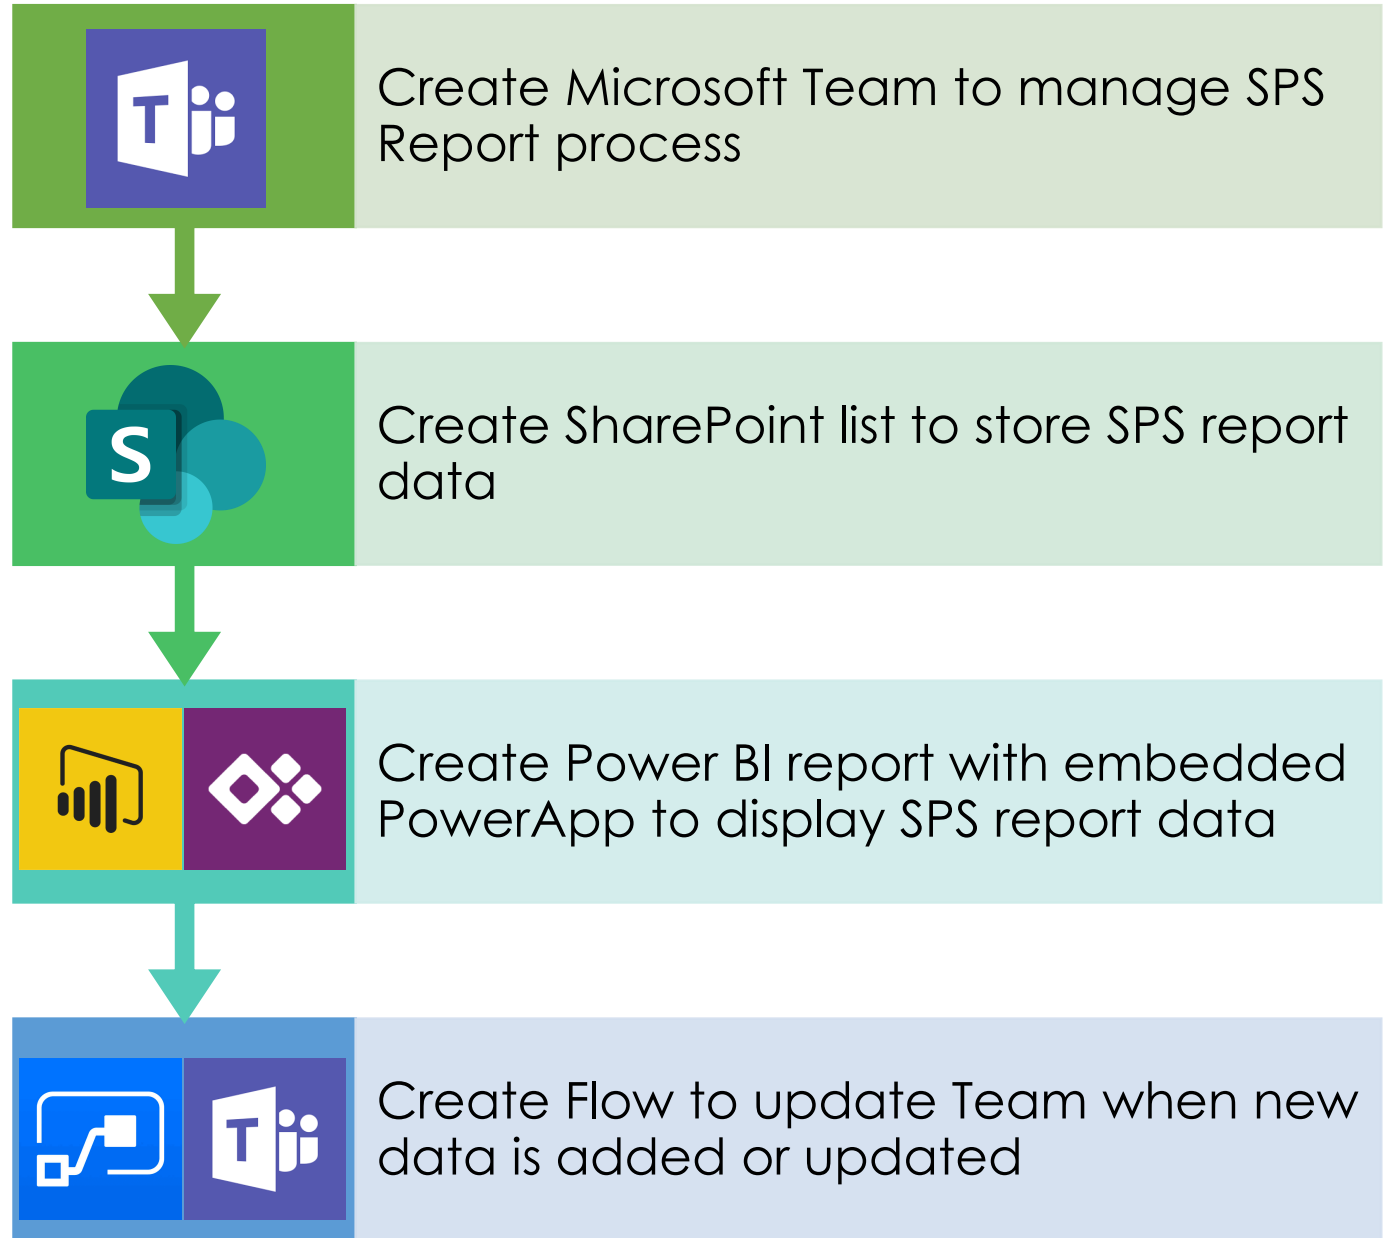 T
Create Microsoft Team to manage SPS
Report process
S
Create SharePoint list to store SPS report
data
Create Power BI report with embedded
PowerApp to display SPS report data
T
Create Flow to update Team when new
data is added or updated